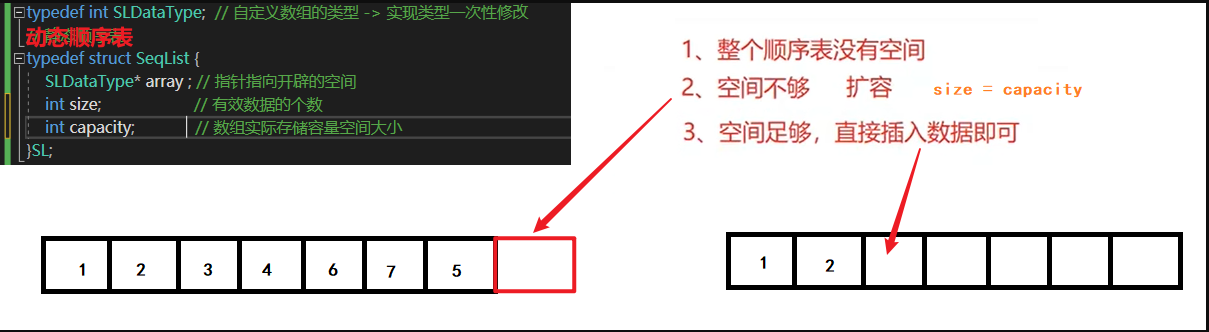 typedef int SLDataType; // 自定义数组的类型 -> 实现类型一次性修改
动态顺序表
typedef struct SeqList {
SLDataType* array ; // 指针指向开辟的空间
int size; // 有效数据的个数
int capacity; // 数组实际存储容量空间大小
}SL;
1、整个顺序表没有空间
2、空间不够 扩容 size = capacity
3、空间足够，直接插入数据即可
1 2 3 4 6 7 5
1 2